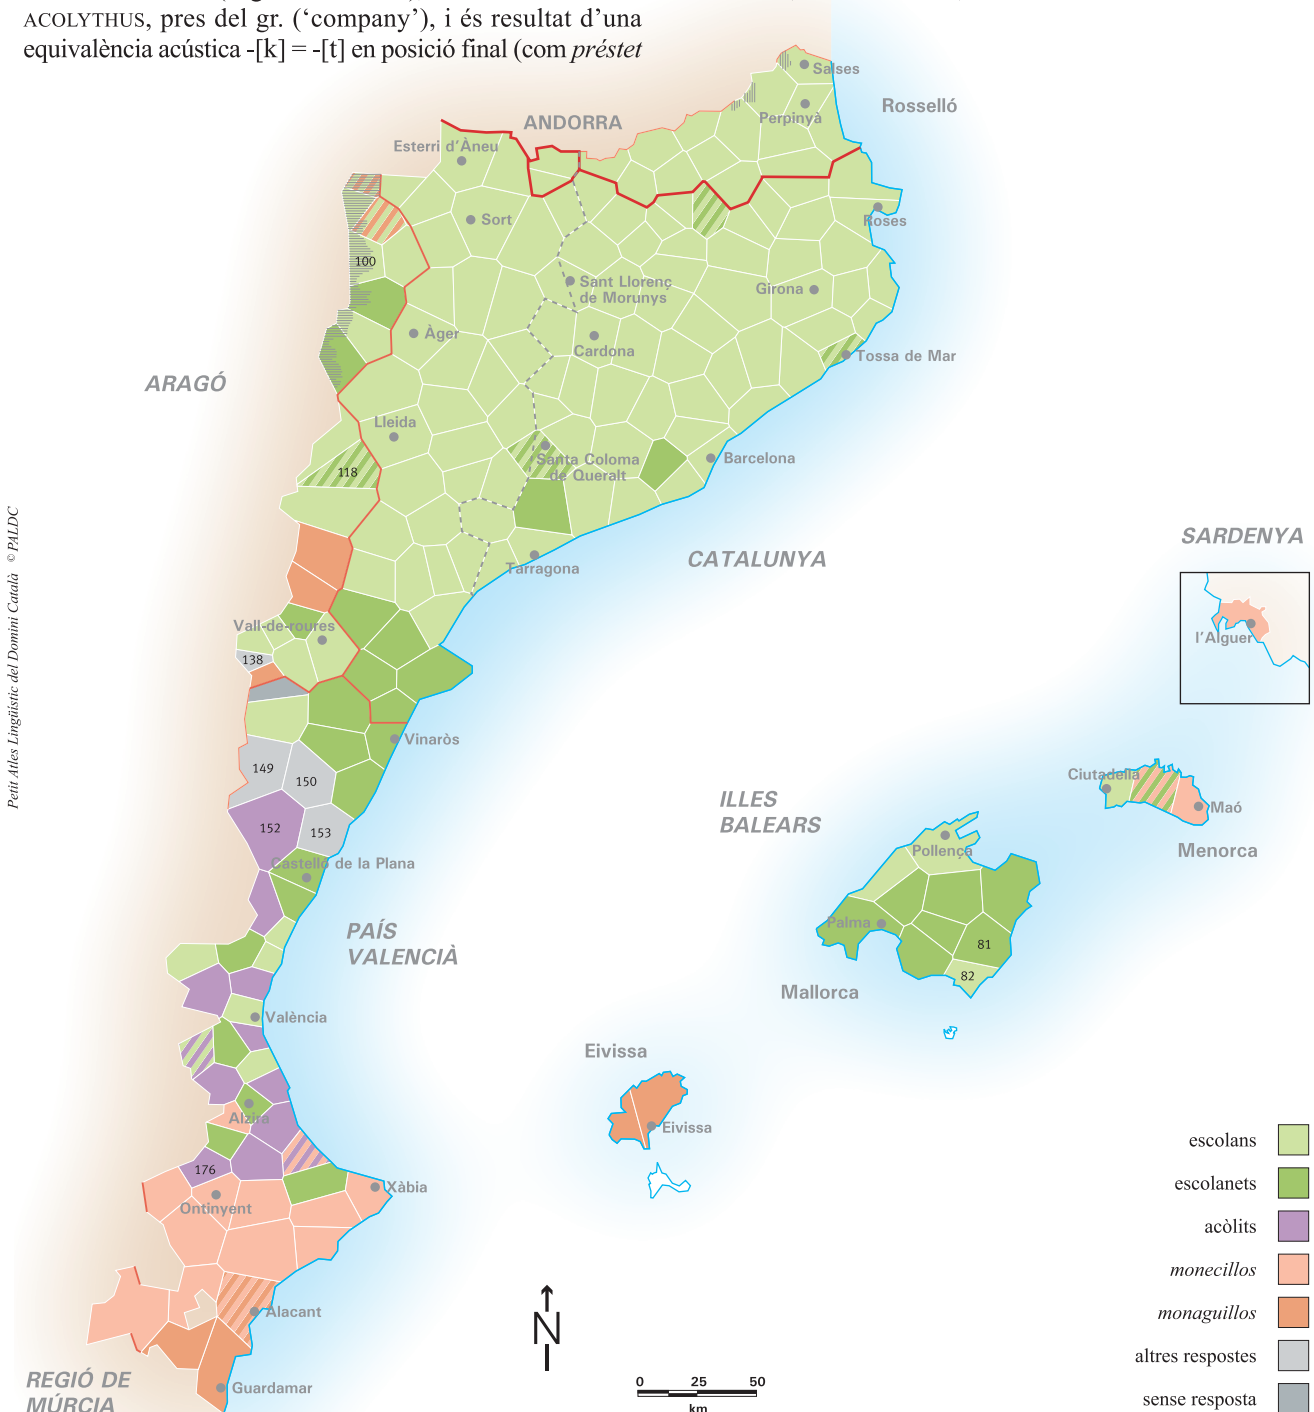 ACOLYTHUS, pres del gr. (‘company’), i és resultat d’una
equivalència acústica -[k] = -[t] en posició final (com préstet
Salses
Rosselló
Perpinyà
ANDORRA
Esterri d’Àneu
Sort
Roses
100
Sant Llorenç
de Morunys
Girona
Àger
Cardona
Tossa de Mar
ARAGÓ
Lleida
Santa Coloma
de Queralt
Barcelona
118
Petit Atles Lingüístic del Domini Català © PALDC
CATALUNYA
Tarragona
SARDENYA
l’Alguer
Vall-de-roures
138
Vinaròs
149
150
152
153
Castelló de la Plana
ILLES
BALEARS
Ciutadella
Maó
Menorca
Pollença
Palma
81
82
Mallorca
PAÍS
VALENCIÀ
València
Eivissa
Eivissa
Alzira
176
Xàbia
Ontinyent
Alacant
Guardamar
REGIÓ DE
MÚRCIA
N
0 25 50
km
escolans
escolanets
acòlits
monecillos
monaguillos
altres respostes
sense resposta